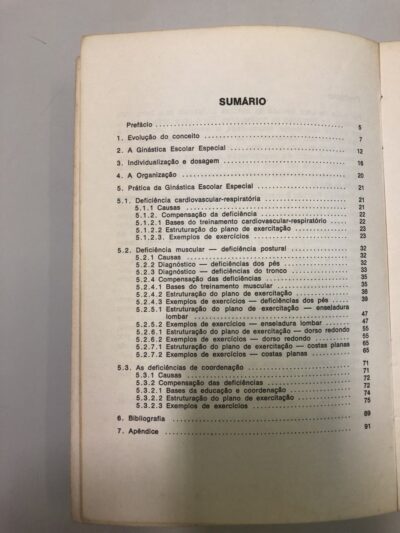 SUMÁRIO
Prefácio 5
1. Evolução do conceito 7
2. A Ginástica Escolar Especial 12
3. Individualização e dosagem 16
4. A Organização 20
5. Prática da Ginástica Escolar Especial 21
5.1. Deficiência cardiovascular-respiratória 21
5.1.1 Causas 21
5.1.2. Compensação da deficiência 22
5.1.2.1 Bases do treinamento cardiovascular-respiratório 22
5.1.2.2 Estruturação do plano de exercitação 23
5.1.2.3. Exemplos de exercícios 23
5.2. Deficiência muscular — deficiência postural 32
5.2.1 Causas 32
5.2.2 Diagnóstico — deficiências dos pés 32
5.2.3 Diagnóstico — deficiências do tronco 33
5.2.4 Compensação das deficiências 35
5.2.4.1 Bases do treinamento muscular 35
5.2.4.2 Estruturação do plano de exercitação 38
5.2.4.3 Exemplos de exercícios — deficiências dos pés 39
5.2.5.1 Estruturação do plano de exercitação — enseladura
lombar 47
5.2.5.2 Exemplos de exercícios — enseladura lombar 47
5.2.6.1 Estruturação do plano de exercitação — dorso redondo 55
5.2.6.2 Exemplos de exercícios — dorso redondo 55
5.2.7.1 Estruturação do plano de exercitação — costas planas 65
5.2.7.2 Exemplos de exercícios — costas planas 65
5.3. As deficiências de coordenação 71
5.3.1 Causas 71
5.3.2 Compensação das deficiências 72
5.3.2.1 Bases da educação e coordenação 72
5.3.2.2 Estruturação do plano de exercitação 74
5.3.2.3 Exemplos de exercícios 75
6. Bibliografia 89
7. Apêndice 91